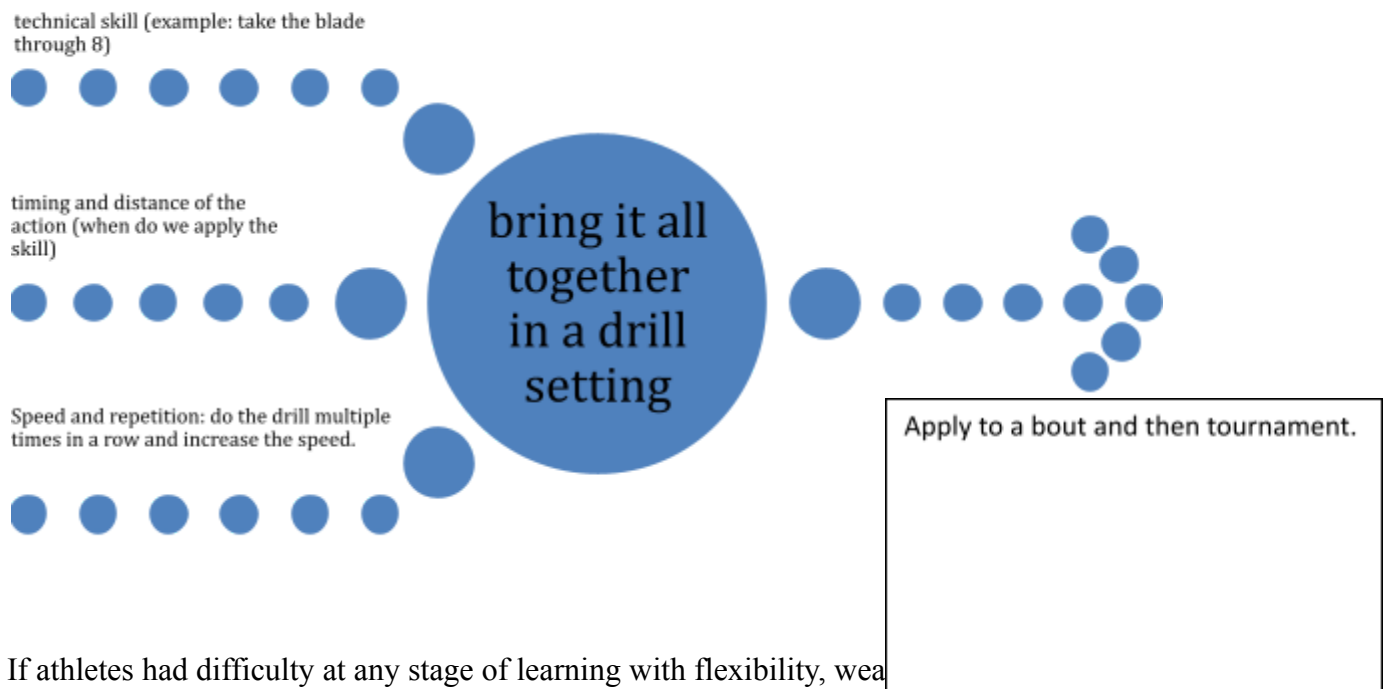 technical skill (example: take the blade
through 8)
timing and distance of the
action (when do we apply the
skill)
Speed and repetition: do the drill multiple
times in a row and increase the speed.
bring it all
together
in a drill
setting
Apply to a bout and then tournament.
If athletes had difficulty at any stage of learning with flexibility,